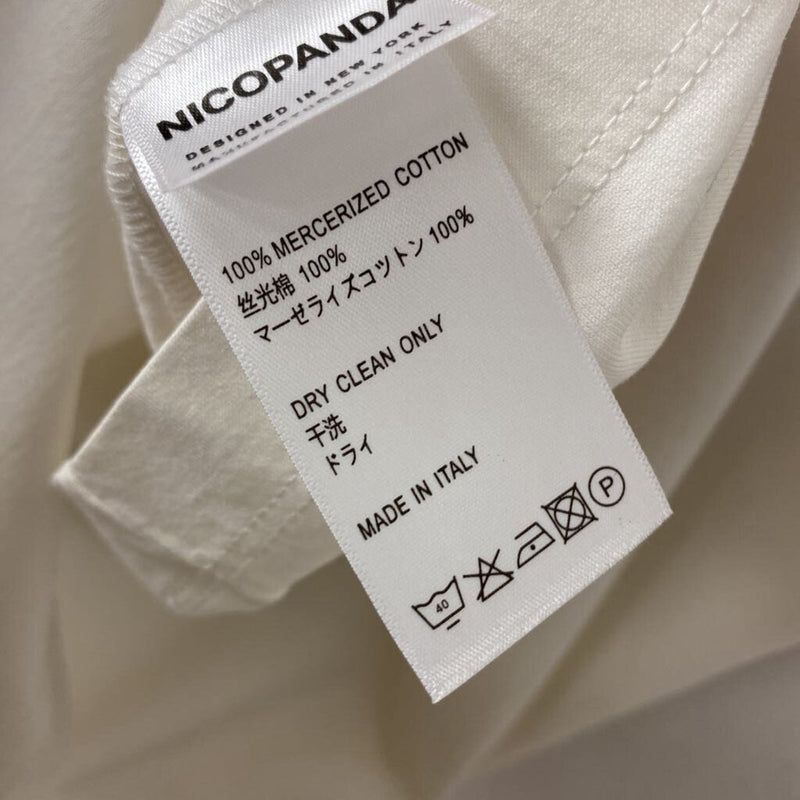 NICOPANDA
DESIGNED IN NEW YORK
MANUFACTURED IN ITALY
100% MERCERIZED COTTON
丝光棉 100%
マーゼライズコットン 100%
DRY CLEAN ONLY
干洗
ドライ
MADE IN ITALY
40
P